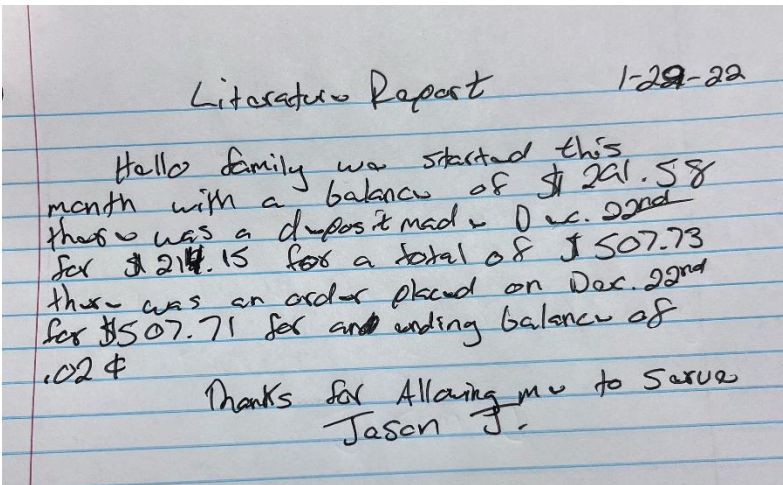 Literature Report 1-29-22
Hello family we started this
month with a balance of $ 291.58
there was a deposit made Dec. 22nd
for .15 for a total of $ 507.73
there was an order placed on Dec. 22nd
for $507.71 for and ending balance of
.02 ¢
Thanks for Allowing me to Serve
Jason J.